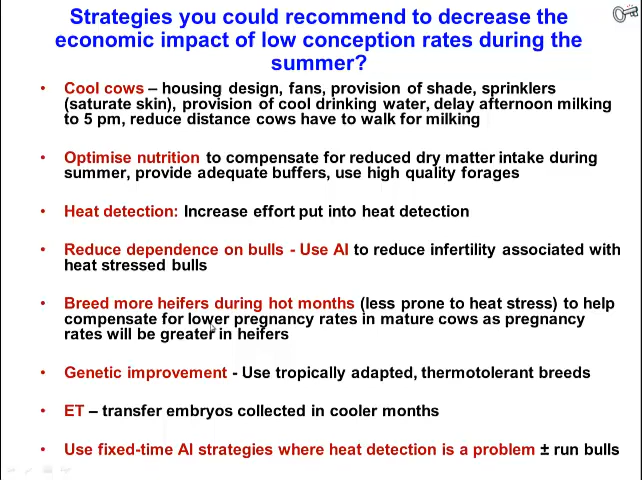 Strategies you could recommend to decrease the
economic impact of low conception rates during the
summer?
• Cool cows – housing design, fans, provision of shade, sprinklers
(saturate skin), provision of cool drinking water, delay afternoon milking
to 5 pm, reduce distance cows have to walk for milking
• Optimise nutrition to compensate for reduced dry matter intake during
summer, provide adequate buffers, use high quality forages
• Heat detection: Increase effort put into heat detection
• Reduce dependence on bulls - Use AI to reduce infertility associated with
heat stressed bulls
• Breed more heifers during hot months (less prone to heat stress) to help
compensate for lower pregnancy rates in mature cows as pregnancy
rates will be greater in heifers
• Genetic improvement - Use tropically adapted, thermotolerant breeds
• ET – transfer embryos collected in cooler months
• Use fixed-time AI strategies where heat detection is a problem ± run bulls